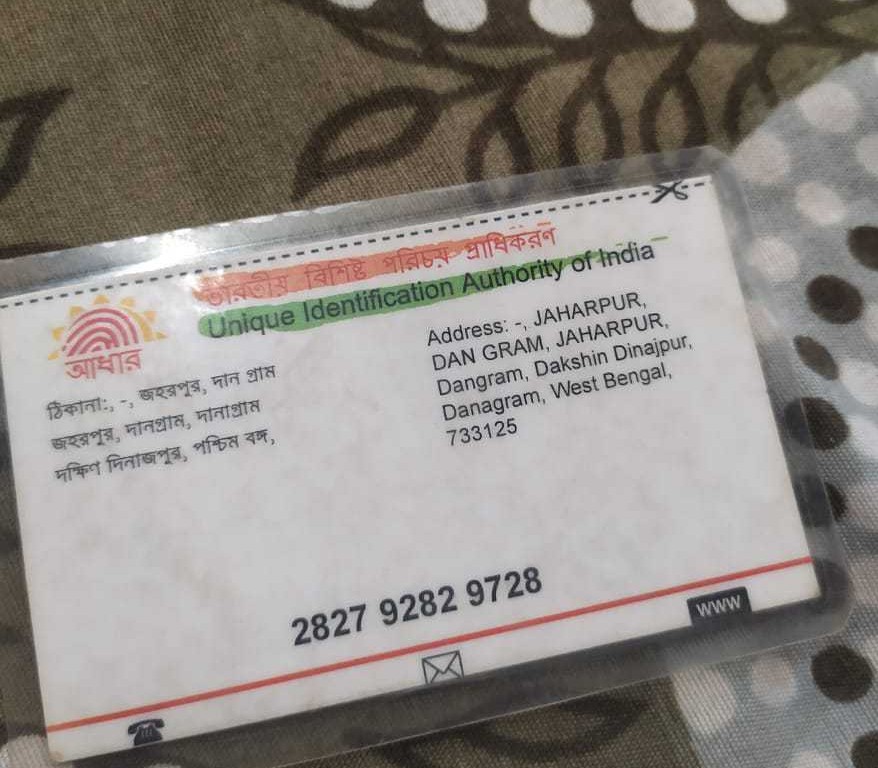 ভারতীয় বিশিষ্ট পরিচয় প্রাধিকরণ
Unique Identification Authority of India
আধার
ঠিকানা:, -, জহরপুর, দান গ্রাম
জহরপুর, দানগ্রাম, দানাগ্রাম
দক্ষিণ দিনাজপুর, পশ্চিম বঙ্গ,
Address: -, JAHARPUR,
DAN GRAM, JAHARPUR,
Dangram, Dakshin Dinajpur,
Danagram, West Bengal,
733125
2827 9282 9728
www